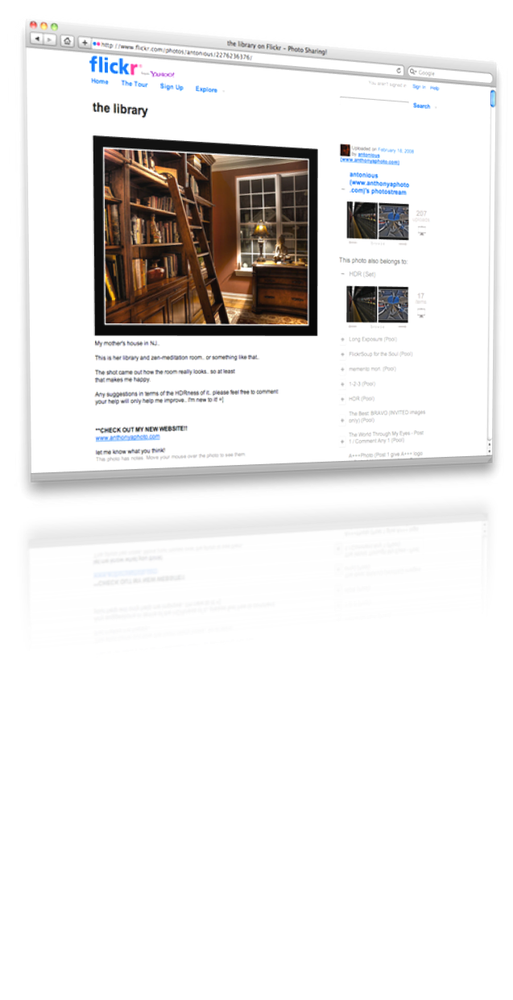 the library on Flickr – Photo Sharing!
http://www.flickr.com/photos/antonious/2276236376/
Google
flickr
from YAHOO!
You aren't signed in
Sign In
Help
Home
The Tour
Sign Up
Explore
Search
the library
Uploaded on February 18, 2008
by antonious
(www.anthonyaphoto.com)
antonious
(www.anthonyaphoto
.com)'s photostream
207
uploads
This photo also belongs to:
HDR (Set)
17
items
Long Exposure (Pool)
FlickrSoup for the Soul (Pool)
memento mori. (Pool)
1-2-3 (Pool)
HDR (Pool)
The Best: BRAVO (INVITED images
only) (Pool)
The World Through My Eyes - Post
1 / Comment Any 1 (Pool)
A+++Photo (Post 1 give A+++logo
My mother's house in NJ..
This is her library and zen-meditation room.. or something like that..
The shot came out how the room really looks.. so at least
that makes me happy.
Any suggestions in terms of the HDRness of it.. please feel free to comment
your help will only help me improve.. I'm new to it! =]
**CHECK OUT MY NEW WEBSITE!!
www.anthonyaphoto.com
let me know what you think!
This photo has notes. Move your mouse over the photo to see them